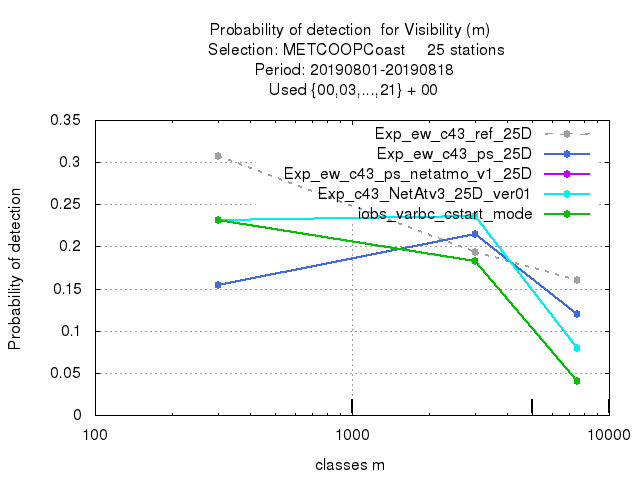 Probability of detection  for Visibility (m)
Selection: METCOOPCoast     25 stations
Period: 20190801-20190818
Used {00,03,...,21} + 00
0.35
0.3
0.25
0.2
0.15
0.1
0.05
0
Probability of detection
Exp_ew_c43_ref_25D
Exp_ew_c43_ps_25D
Exp_ew_c43_ps_netatmo_v1_25D
Exp_c43_NetAtv3_25D_ver01
iobs_varbc_cstart_mode
100 1000 10000
classes m